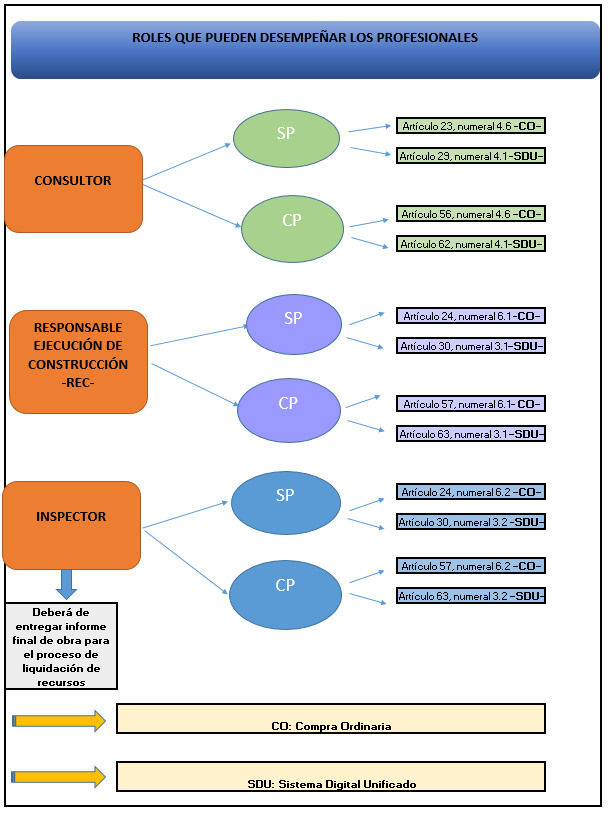 ROLES QUE PUEDEN DESEMPEÑAR LOS PROFESIONALES
CONSULTOR
SP
Artículo 23, numeral 4.6 -CO-
Artículo 29, numeral 4.1-SDU-
CP
Artículo 56, numeral 4.6 -CO-
Artículo 62, numeral 4.1-SDU-
RESPONSABLE
EJECUCIÓN DE
CONSTRUCCIÓN
-REC-
SP
Artículo 24, numeral 6.1-CO-
Artículo 30, numeral 3.1-SDU-
CP
Artículo 57, numeral 6.1- CO-
Artículo 63, numeral 3.1-SDU-
INSPECTOR
SP
Artículo 24, numeral 6.2 -CO-
Artículo 30, numeral 3.2 -SDU-
CP
Artículo 57, numeral 6.2 -CO-
Artículo 63, numeral 3.2 -SDU-
Deberá de
entregar informe
final de obra para
el proceso de
liquidación de
recursos
CO: Compra Ordinaria
SDU: Sistema Digital Unificado